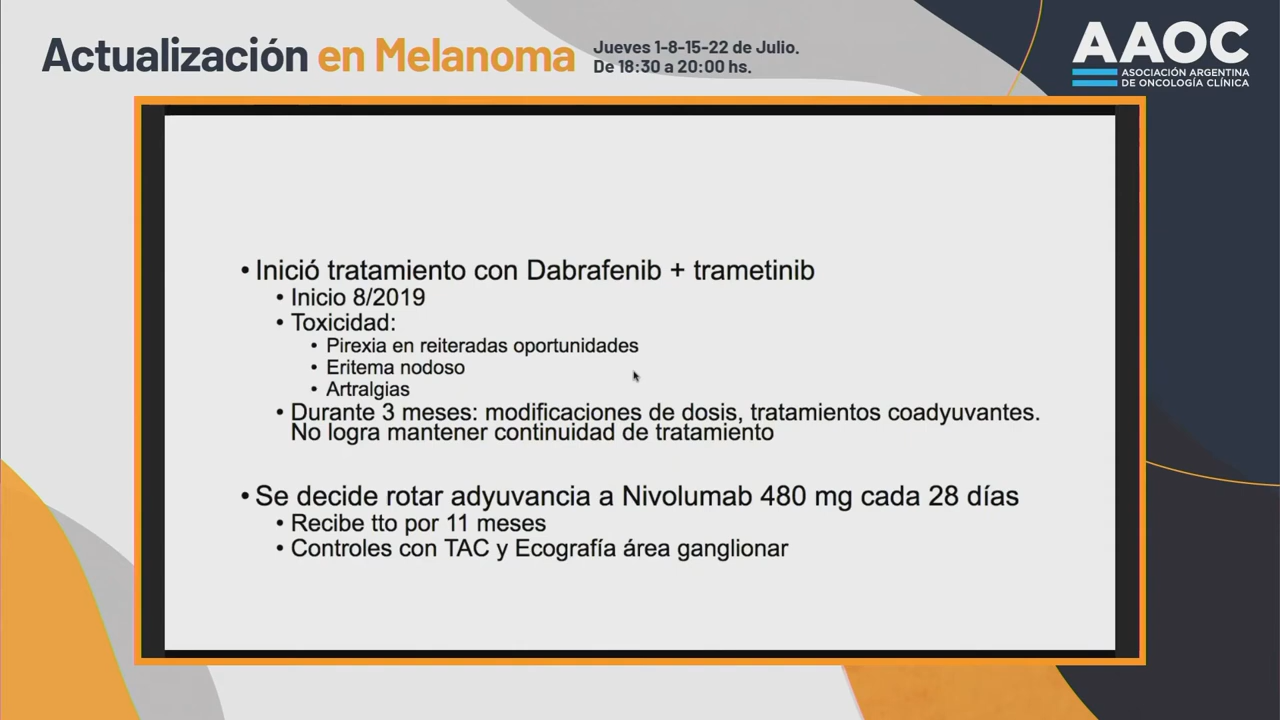 Actualización en Melanoma
Jueves 1-8-15-22 de Julio.
De 18:30 a 20:00 hs.
AAOC
ASOCIACIÓN ARGENTINA
DE ONCOLOGÍA CLÍNICA
• Inició tratamiento con Dabrafenib + trametinib
• Inicio 8/2019
• Toxicidad:
• Pirexia en reiteradas oportunidades
• Eritema nodoso
• Artralgias
• Durante 3 meses: modificaciones de dosis, tratamientos coadyuvantes.
No logra mantener continuidad de tratamiento
• Se decide rotar adyuvancia a Nivolumab 480 mg cada 28 días
• Recibe tto por 11 meses
• Controles con TAC y Ecografía área ganglionar